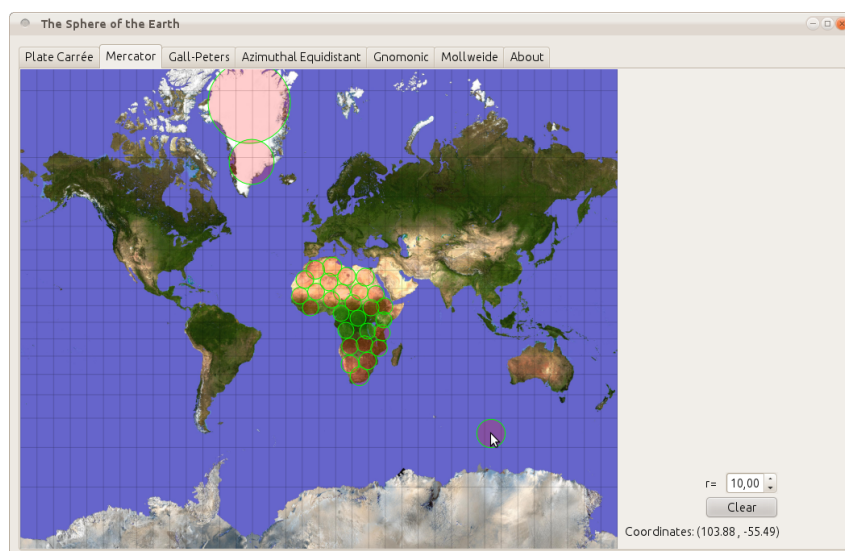 The Sphere of the Earth
Plate Carrée Mercator Gall-Peters Azimuthal Equidistant Gnomonic Mollweide About
r= 10,00
Clear
Coordinates: (103.88 , -55.49)